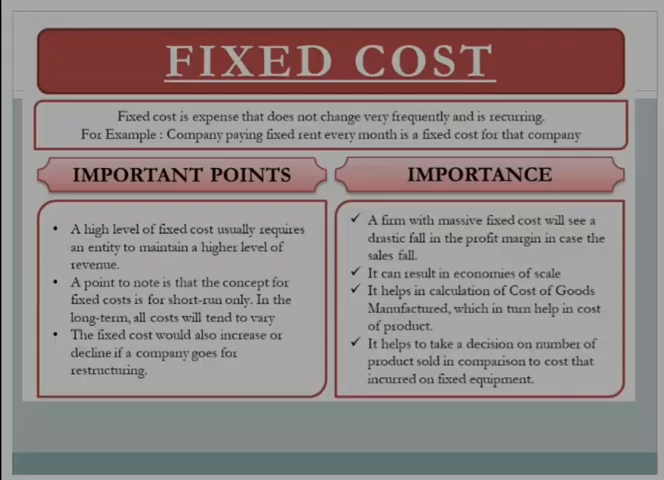 FIXED COST
Fixed cost is expense that does not change very frequently and is recurring.
For Example : Company paying fixed rent every month is a fixed cost for that company
IMPORTANT POINTS
• A high level of fixed cost usually requires
an entity to maintain a higher level of
revenue.
• A point to note is that the concept for
fixed costs is for short-run only. In the
long-term, all costs will tend to vary
• The fixed cost would also increase or
decline if a company goes for
restructuring.
IMPORTANCE
✓ A firm with massive fixed cost will see a
drastic fall in the profit margin in case the
sales fall.
✓ It can result in economies of scale
✓ It helps in calculation of Cost of Goods
Manufactured, which in turn help in cost
of product.
✓ It helps to take a decision on number of
product sold in comparison to cost that
incurred on fixed equipment.